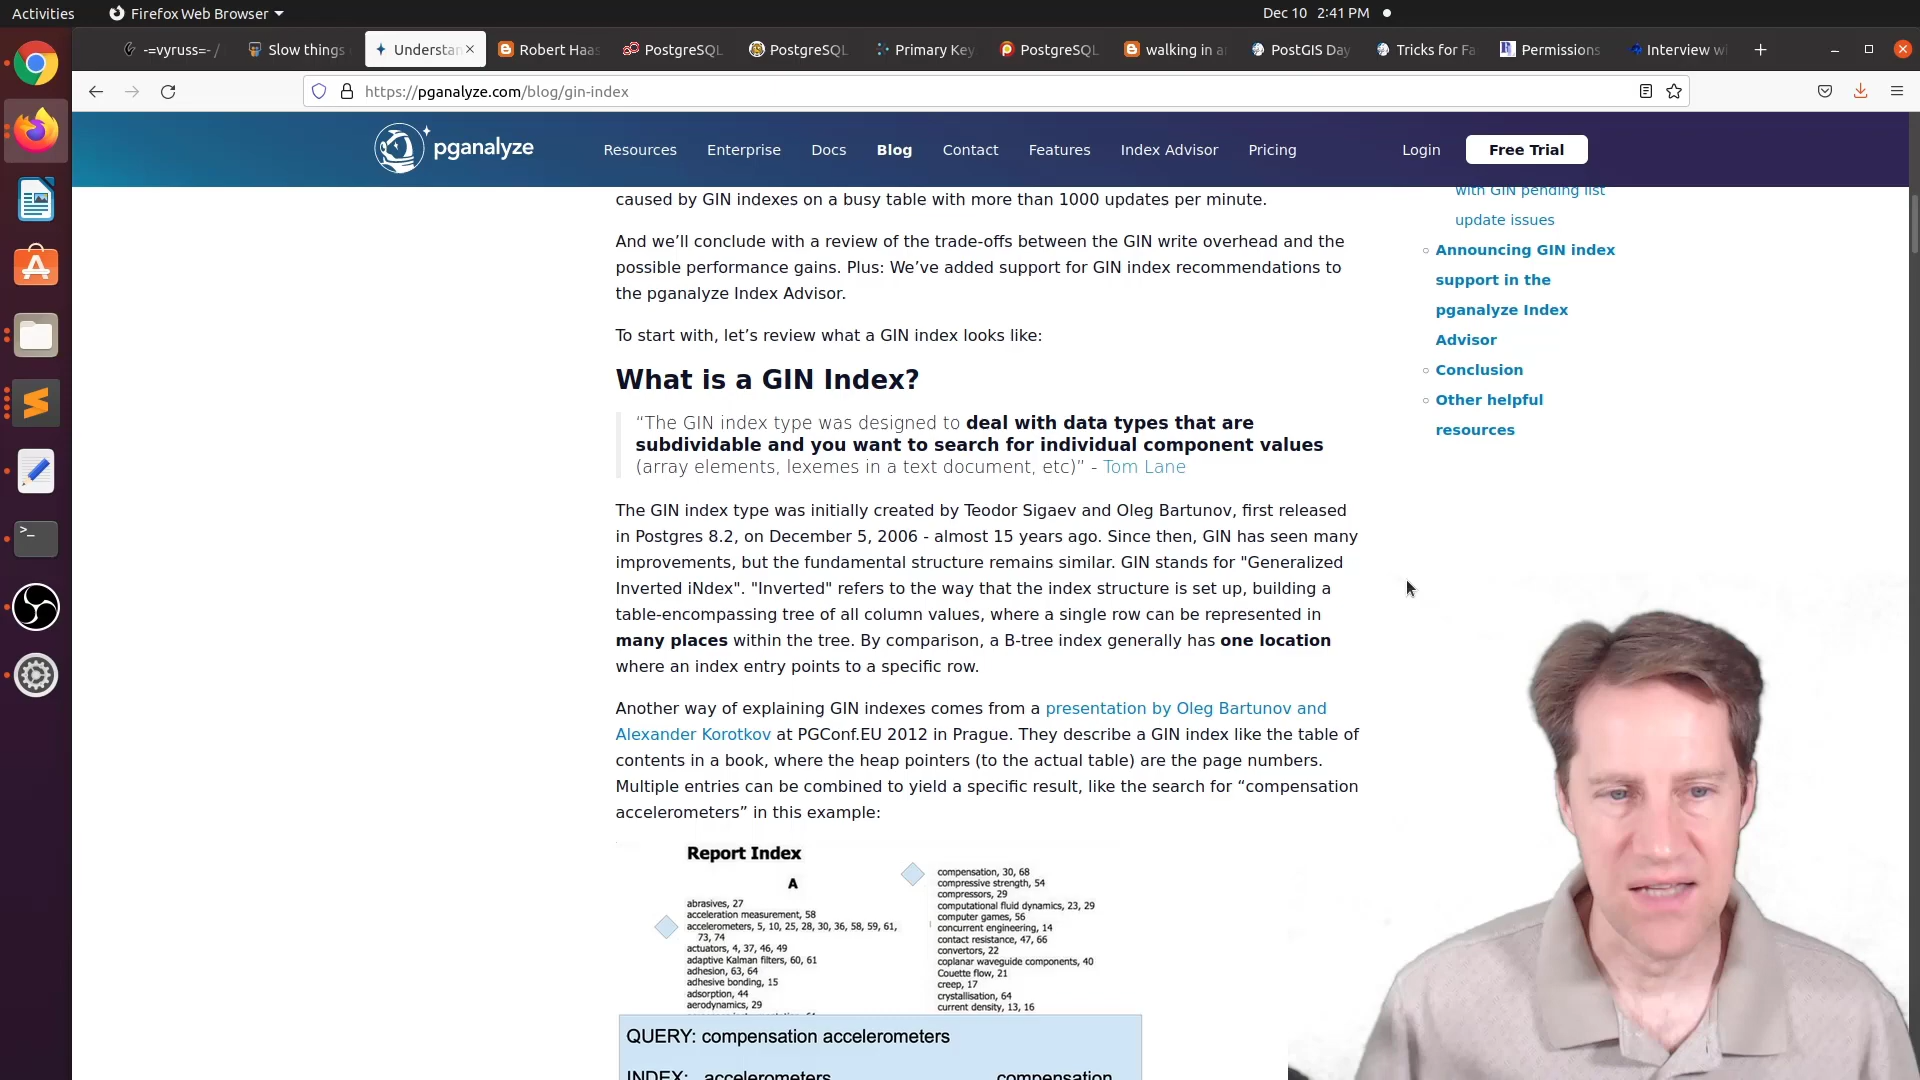 Activities
Firefox Web Browser
Dec 10 2:41 PM
-=vyruss=- /
Slow things
Understan
Robert Haas
PostgreSQL
PostgreSQL
Primary Key
PostgreSQL
walking in a
PostGIS Day
Tricks for Fa
Permissions
Interview wi
https://pganalyze.com/blog/gin-index
pganalyze
Resources
Enterprise
Docs
Blog
Contact
Features
Index Advisor
Pricing
Login
Free Trial
caused by GIN indexes on a busy table with more than 1000 updates per minute.
And we’ll conclude with a review of the trade-offs between the GIN write overhead and the
possible performance gains. Plus: We’ve added support for GIN index recommendations to
the pganalyze Index Advisor.
To start with, let’s review what a GIN index looks like:
What is a GIN Index?
“The GIN index type was designed to deal with data types that are
subdividable and you want to search for individual component values
(array elements, lexemes in a text document, etc)” - Tom Lane
The GIN index type was initially created by Teodor Sigaev and Oleg Bartunov, first released
in Postgres 8.2, on December 5, 2006 - almost 15 years ago. Since then, GIN has seen many
improvements, but the fundamental structure remains similar. GIN stands for "Generalized
Inverted iNdex". "Inverted" refers to the way that the index structure is set up, building a
table-encompassing tree of all column values, where a single row can be represented in
many places within the tree. By comparison, a B-tree index generally has one location
where an index entry points to a specific row.
Another way of explaining GIN indexes comes from a presentation by Oleg Bartunov and
Alexander Korotkov at PGConf.EU 2012 in Prague. They describe a GIN index like the table of
contents in a book, where the heap pointers (to the actual table) are the page numbers.
Multiple entries can be combined to yield a specific result, like the search for “compensation
accelerometers” in this example:
Report Index
A
abrasives, 27
acceleration measurement, 58
accelerometers, 5, 10, 25, 28, 30, 36, 58, 59, 61,
73, 74
actuators, 4, 37, 46, 49
adaptive Kalman filters, 60, 61
adhesion, 63, 64
adhesive bonding, 15
adsorption, 44
aerodynamics, 29
compensation, 30, 68
compressive strength, 54
compressors, 29
computational fluid dynamics, 23, 29
computer games, 56
concurrent engineering, 14
contact resistance, 47, 66
convertors, 22
coplanar waveguide components, 40
Couette flow, 21
creep, 17
crystallisation, 64
current density, 13, 16
QUERY: compensation accelerometers
INDEX: accelerometers compensation
with GIN pending list
update issues
Announcing GIN index
support in the
pganalyze Index
Advisor
Conclusion
Other helpful
resources